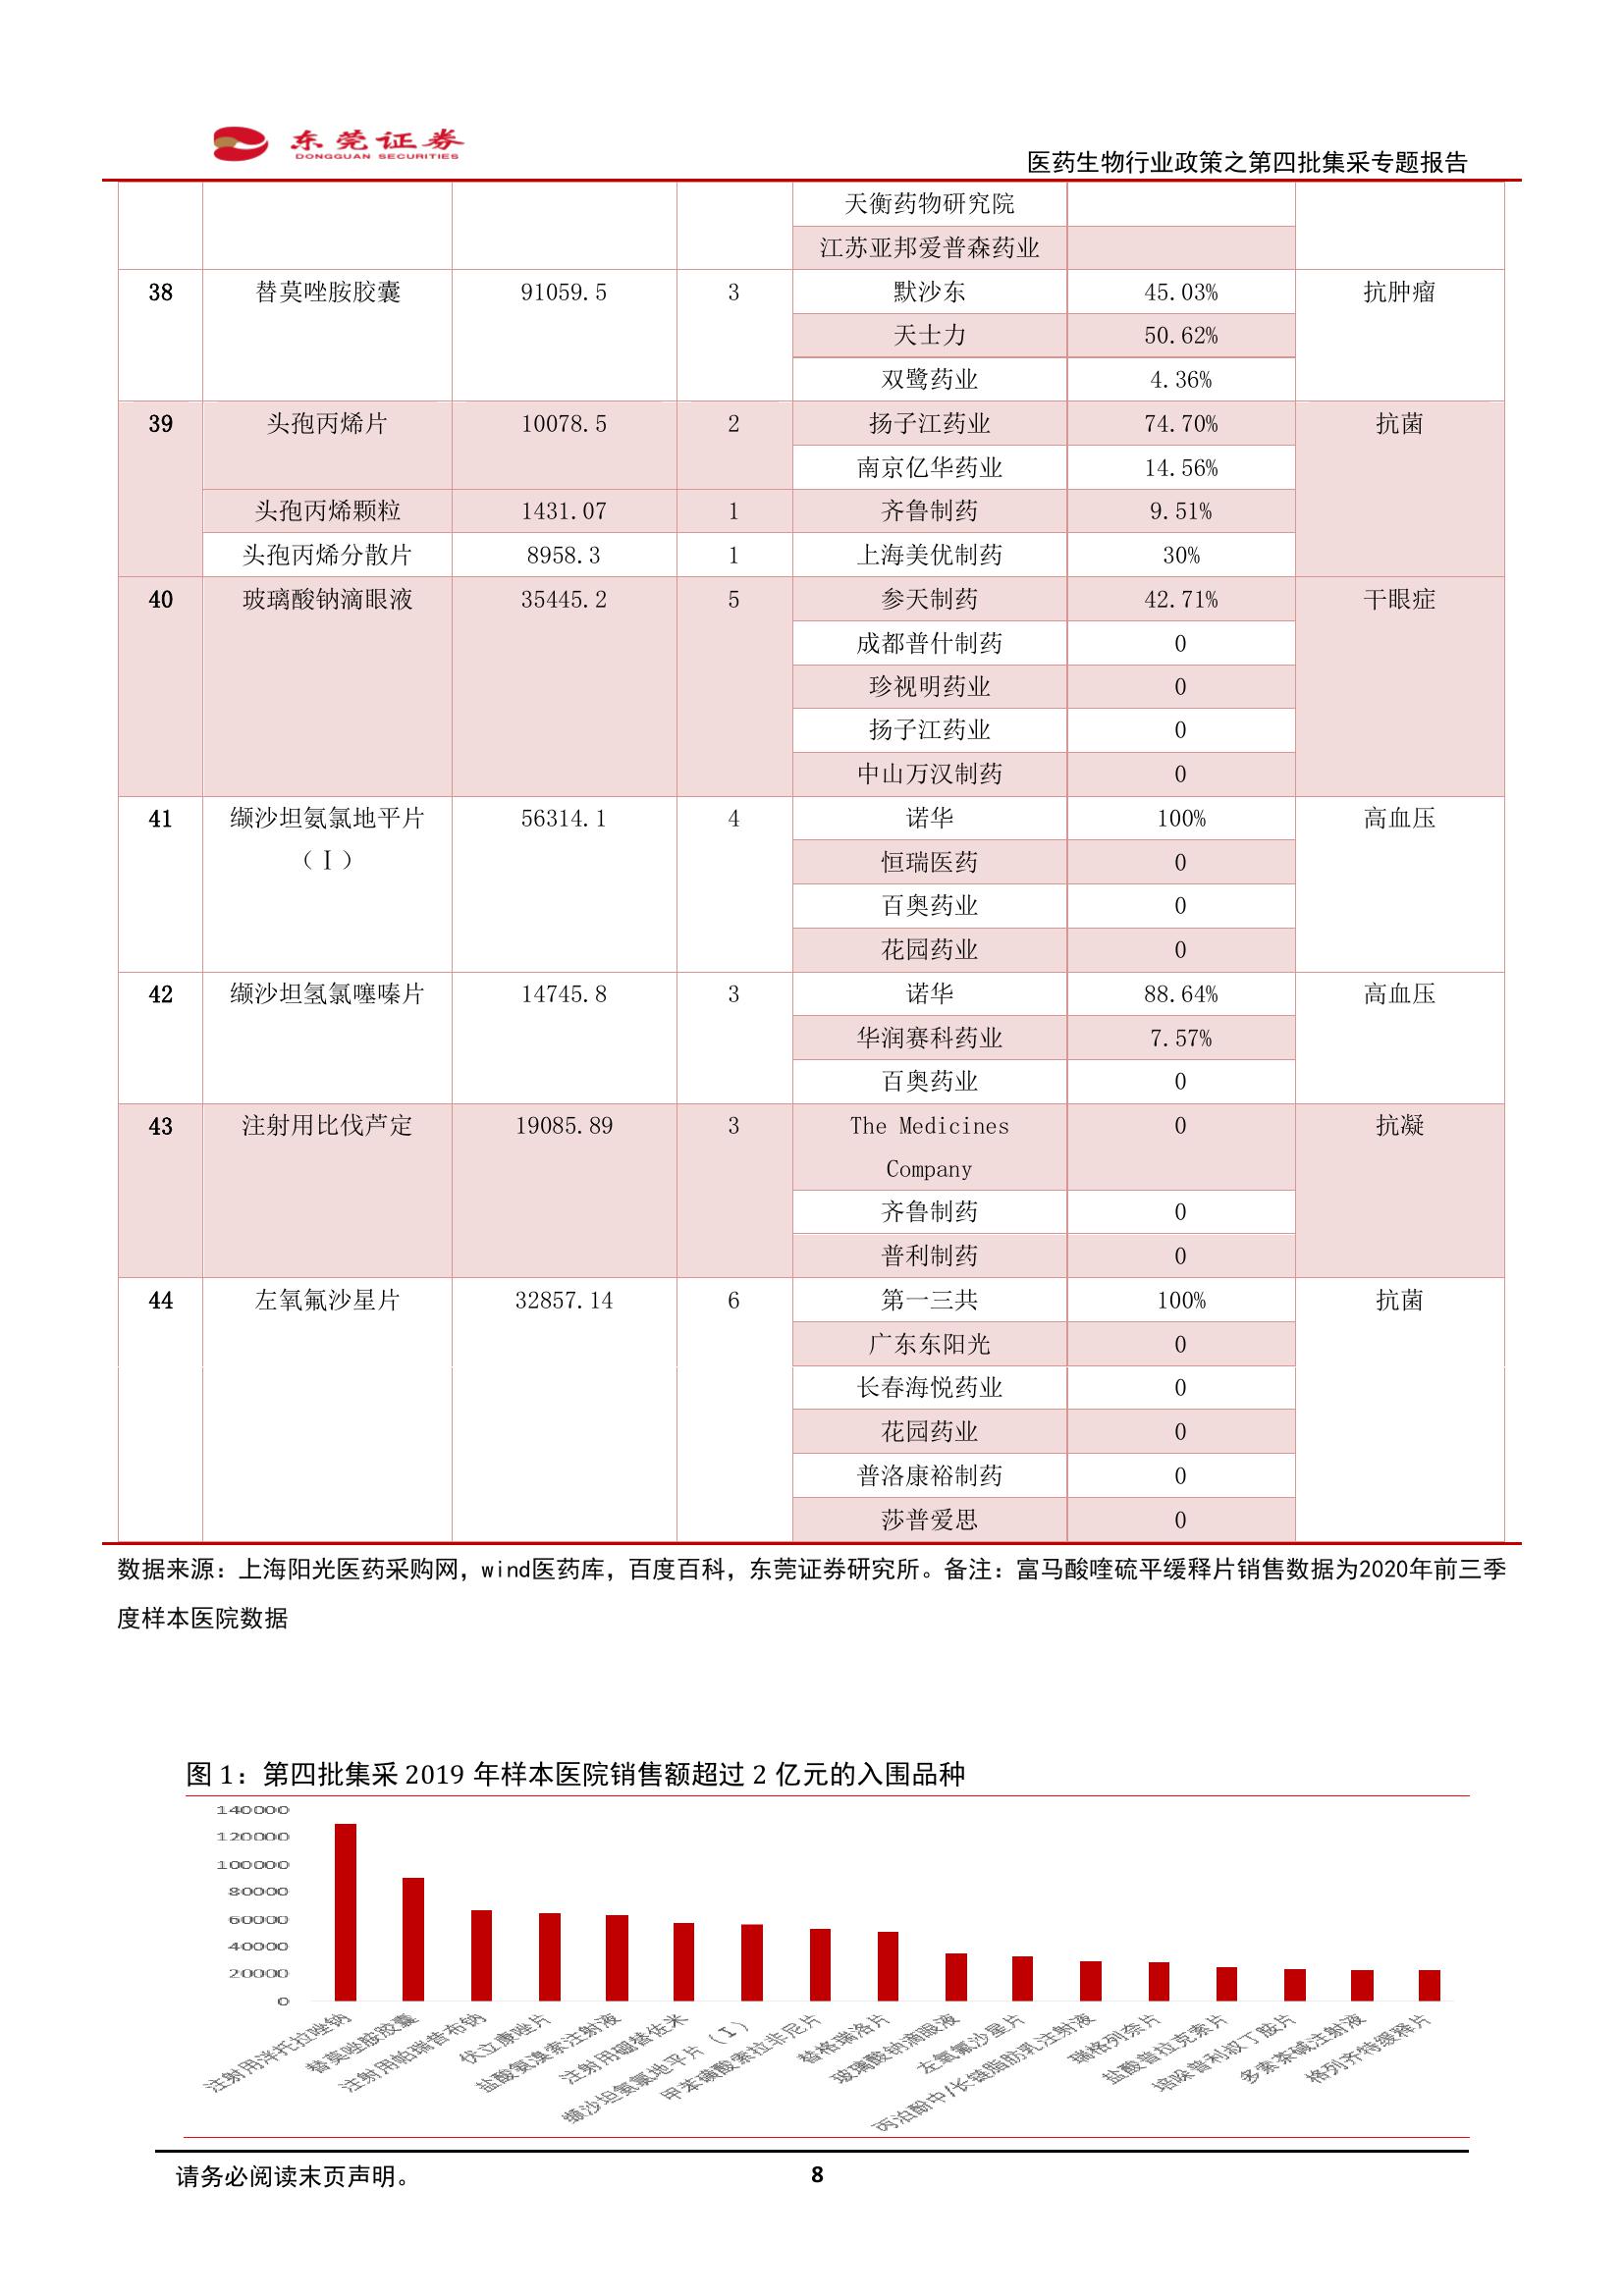 东莞证券
DONGGUAN SECURITIES
医药生物行业政策之第四批集采专题报告
天衡药物研究院
江苏亚邦爱普森药业
38 替莫唑胺胶囊 91059.5 3 默沙东 45.03% 抗肿瘤
天士力 50.62%
双鹭药业 4.36%
39 头孢丙烯片 10078.5 2 扬子江药业 74.70% 抗菌
南京亿华药业 14.56%
头孢丙烯颗粒 1431.07 1 齐鲁制药 9.51%
头孢丙烯分散片 8958.3 1 上海美优制药 30%
40 玻璃酸钠滴眼液 35445.2 5 参天制药 42.71% 干眼症
成都普什制药 0
珍视明药业 0
扬子江药业 0
中山万汉制药 0
41 缬沙坦氨氯地平片 56314.1 4 诺华 100% 高血压
（Ⅰ） 恒瑞医药 0
百奥药业 0
花园药业 0
42 缬沙坦氢氯噻嗪片 14745.8 3 诺华 88.64% 高血压
华润赛科药业 7.57%
百奥药业 0
43 注射用比伐芦定 19085.89 3 The Medicines 0 抗凝
Company
齐鲁制药 0
普利制药 0
44 左氧氟沙星片 32857.14 6 第一三共 100% 抗菌
广东东阳光 0
长春海悦药业 0
花园药业 0
普洛康裕制药 0
莎普爱思 0
数据来源：上海阳光医药采购网，wind医药库，百度百科，东莞证券研究所。备注：富马酸喹硫平缓释片销售数据为2020年前三季
度样本医院数据
图 1：第四批集采 2019 年样本医院销售额超过 2 亿元的入围品种
140000
120000
100000
80000
60000
40000
20000
0
注射用泮托拉唑钠
替莫唑胺胶囊
注射用帕瑞昔布钠
伏立康唑片
盐酸氨溴索注射液
注射用硼替佐米
缬沙坦氨氯地平片（Ⅰ）
甲苯磺酸索拉非尼片
替格瑞洛片
玻璃酸钠滴眼液
左氧氟沙星片
丙泊酚中/长链脂肪乳注射液
瑞格列奈片
盐酸普拉克索片
培哚普利叔丁胺片
多索茶碱注射液
格列齐特缓释片
请务必阅读末页声明。
8